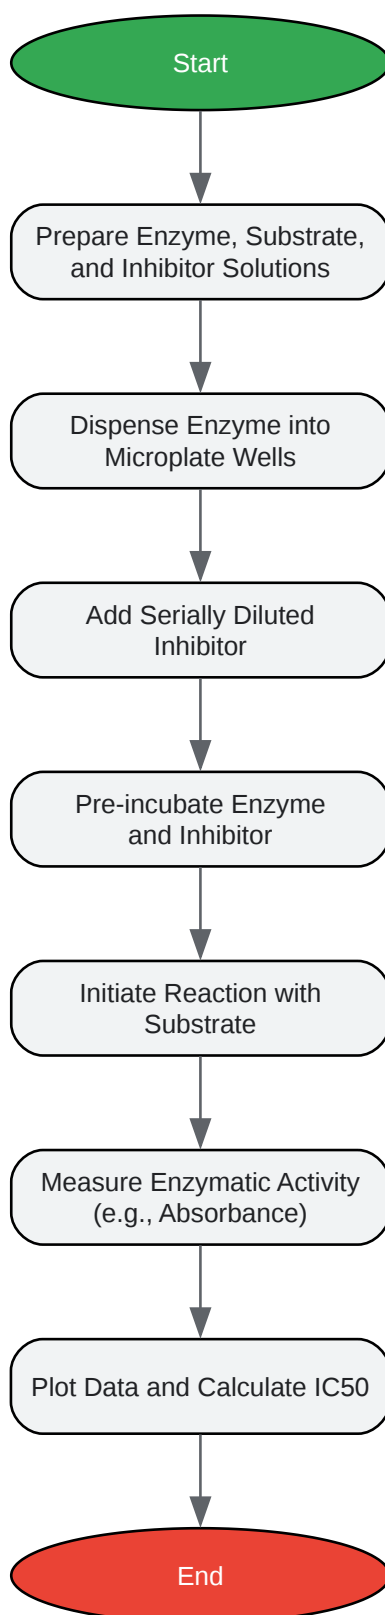 Start
Prepare Enzyme, Substrate,
and Inhibitor Solutions
Dispense Enzyme into
Microplate Wells
Add Serially Diluted
Inhibitor
Pre-incubate Enzyme
and Inhibitor
Initiate Reaction with
Substrate
Measure Enzymatic Activity
(e.g., Absorbance)
Plot Data and Calculate IC50
End